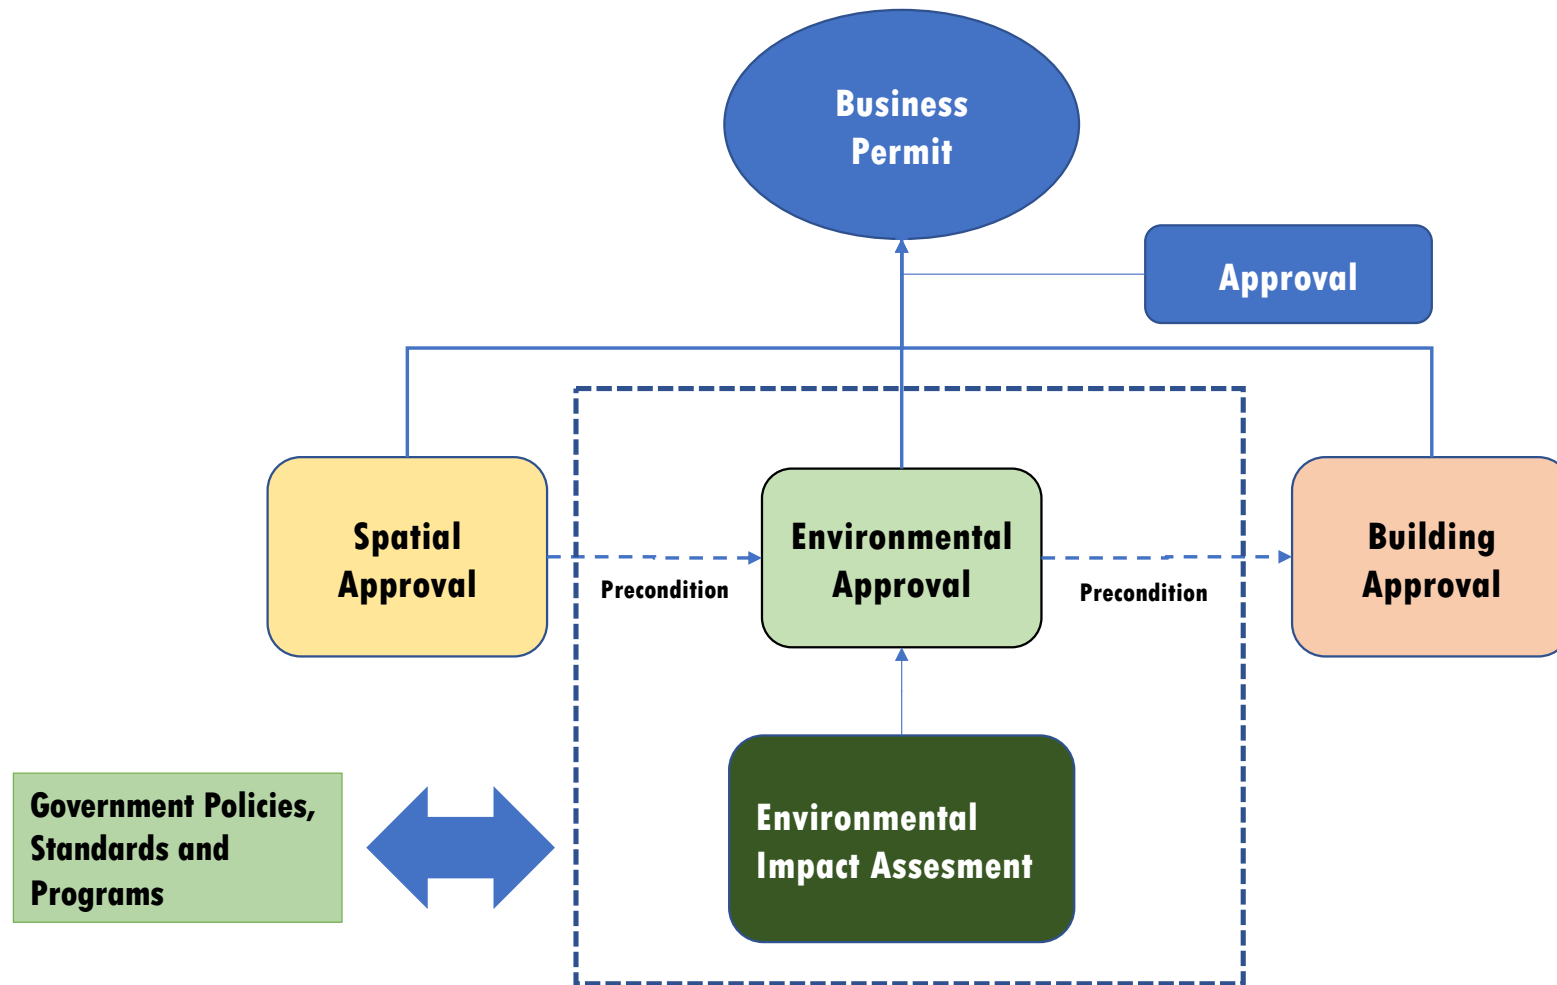 Business
Permit
Approval
Spatial
Approval
Precondition
Environmental
Approval
Precondition
Building
Approval
Government Policies,
Standards and
Programs
Environmental
Impact Assesment